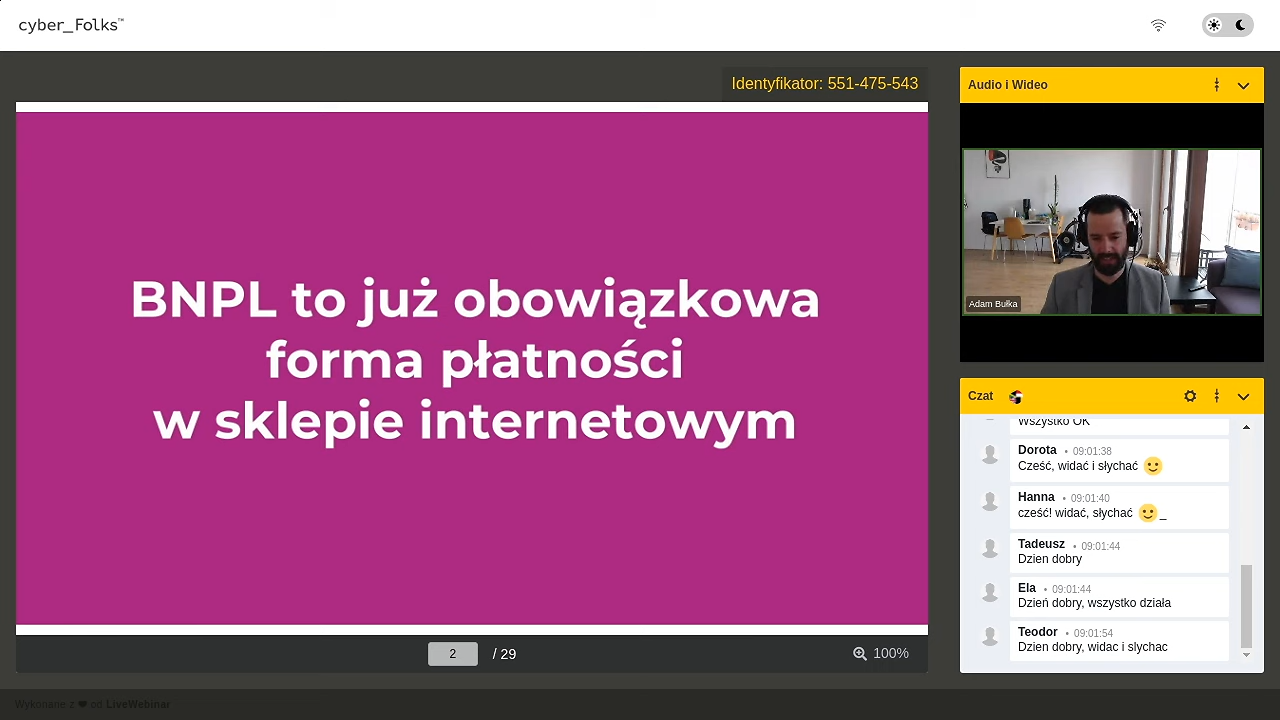 cyber_Folks™
Identyfikator: 551-475-543
BNPL to już obowiązkowa
forma płatności
w sklepie internetowym
2 / 29
100%
Audio i Wideo
Adam Bułka
Czat
Wszystko OK
Dorota • 09:01:38
Cześć, widać i słychać
Hanna • 09:01:40
cześć! widać, słychać _
Tadeusz • 09:01:44
Dzien dobry
Ela • 09:01:44
Dzień dobry, wszystko działa
Teodor • 09:01:54
Dzien dobry, widac i slychac
Wykonane z ❤ od LiveWebinar